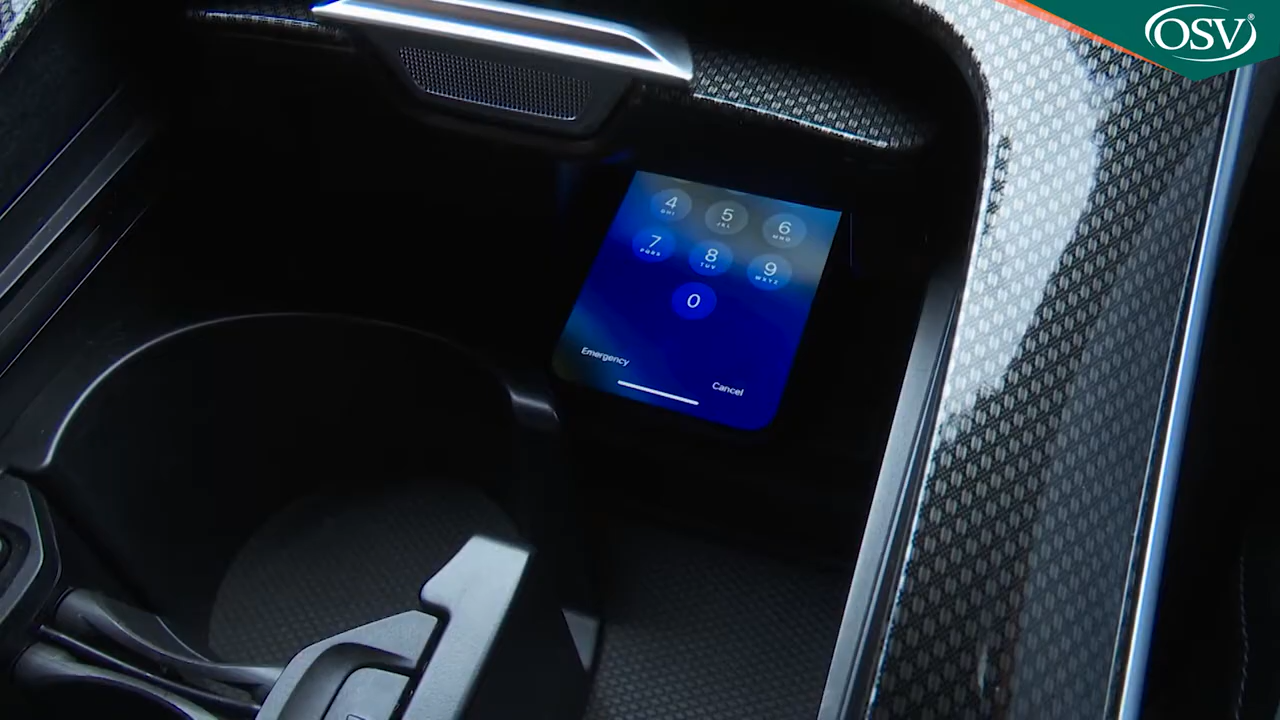 OSV®
4 5 6
GHI JKL MNO
7 8 9
PQRS TUV WXYZ
0
Emergency
Cancel